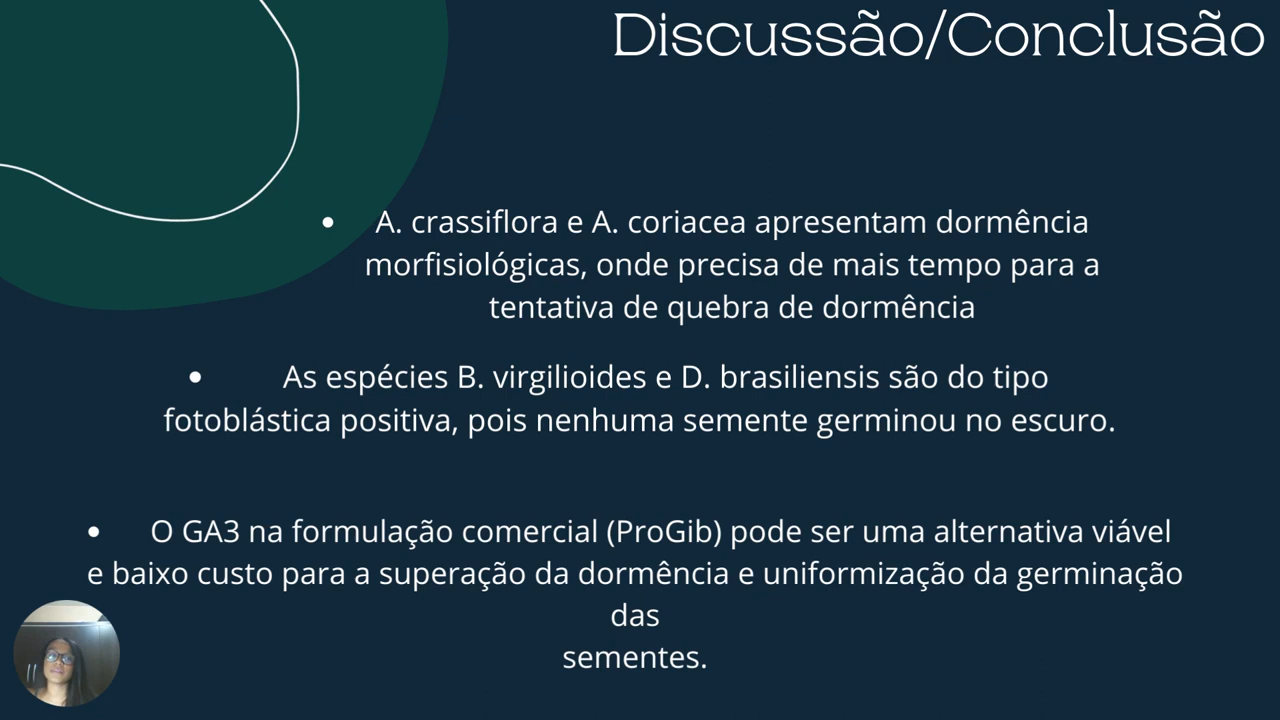 Discussão/Conclusão
• A. crassiflora e A. coriacea apresentam dormência
morfisiológicas, onde precisa de mais tempo para a
tentativa de quebra de dormência
• As espécies B. virgilioides e D. brasiliensis são do tipo
fotoblástica positiva, pois nenhuma semente germinou no escuro.
• O GA3 na formulação comercial (ProGib) pode ser uma alternativa viável
e baixo custo para a superação da dormência e uniformização da germinação
das
sementes.